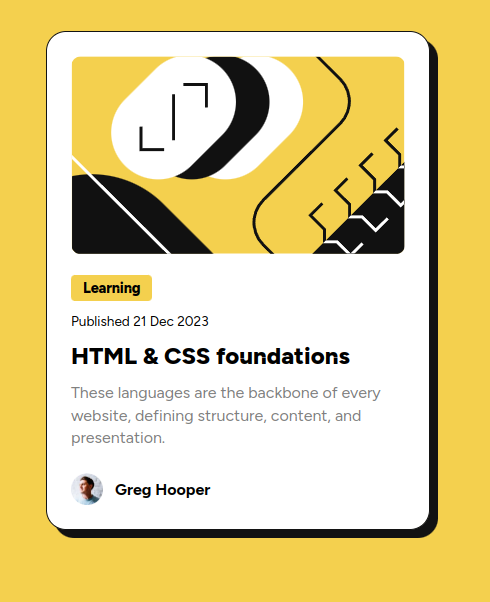 Learning
Published 21 Dec 2023
HTML & CSS foundations
These languages are the backbone of every
website, defining structure, content, and
presentation.
Greg Hooper